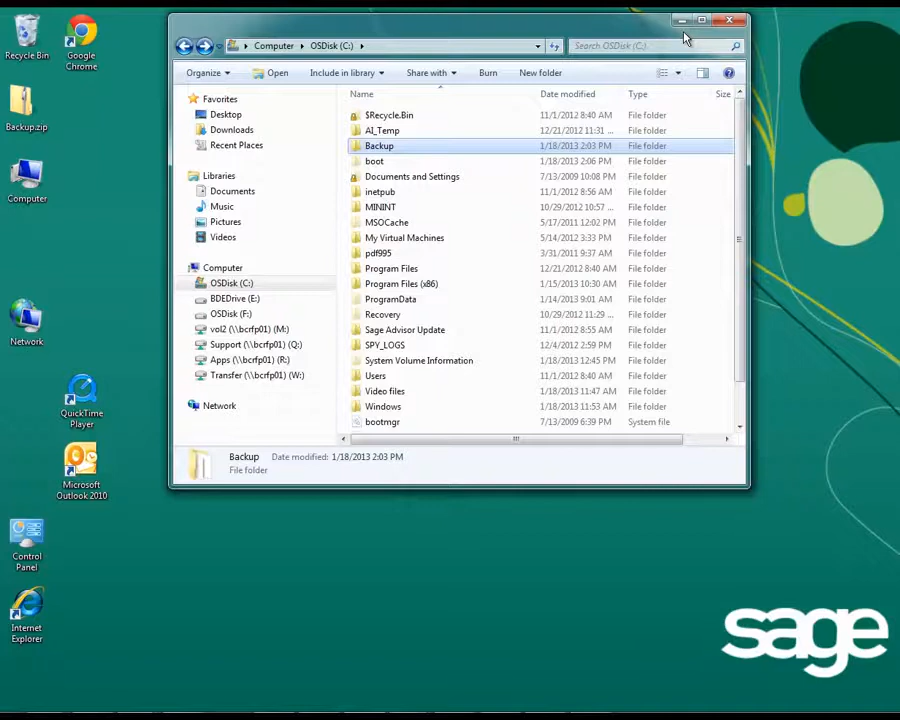 Recycle Bin
Google
Chrome
Backup.zip
Computer
Network
QuickTime
Player
Microsoft
Outlook 2010
Control
Panel
Internet
Explorer
Computer
OSDisk (C:)
Search OSDisk (C:)
Organize
Open
Include in library
Share with
Burn
New folder
Favorites
Desktop
Downloads
Recent Places
Libraries
Documents
Music
Pictures
Videos
Computer
OSDisk (C:)
BDEDrive (E:)
OSDisk (F:)
vol2 (\\bcrfp01) (M:)
Support (\\bcrfp01) (Q:)
Apps (\\bcrfp01) (R:)
Transfer (\\bcrfp01) (W:)
Network
Name Date modified Type Size
$Recycle.Bin 11/1/2012 8:40 AM File folder
AI_Temp 12/21/2012 11:31 ... File folder
Backup 1/18/2013 2:03 PM File folder
boot 1/18/2013 2:06 PM File folder
Documents and Settings 7/13/2009 10:08 PM File folder
inetpub 11/1/2012 8:56 AM File folder
MININT 10/29/2012 10:57 ... File folder
MSOCache 5/17/2011 12:02 PM File folder
My Virtual Machines 5/14/2012 3:33 PM File folder
pdf995 3/31/2011 9:37 AM File folder
Program Files 12/21/2012 8:40 AM File folder
Program Files (x86) 1/15/2013 10:30 AM File folder
ProgramData 1/14/2013 9:01 AM File folder
Recovery 10/29/2012 11:29 ... File folder
Sage Advisor Update 11/1/2012 8:55 AM File folder
SPY_LOGS 12/4/2012 2:59 PM File folder
System Volume Information 1/18/2013 12:45 PM File folder
Users 11/1/2012 8:40 AM File folder
Video files 1/18/2013 11:47 AM File folder
Windows 1/18/2013 11:53 AM File folder
bootmgr 7/13/2009 6:39 PM System file
Backup Date modified: 1/18/2013 2:03 PM
File folder
sage